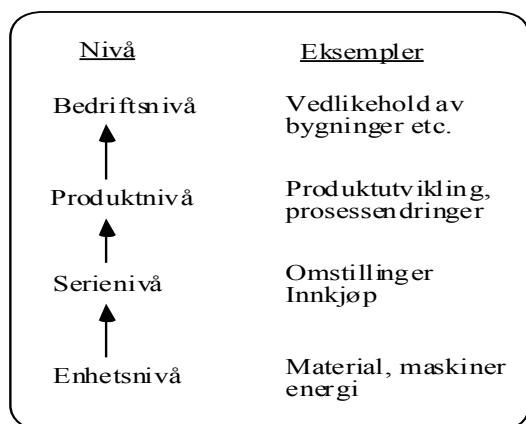 Nivå Eksempler
Bedriftsnivå Vedlikehold av
bygninger etc.
Produktnivå Produktutvikling,
prosessendringer
Serienivå Omstillinger
Innkjøp
Enhetsnivå Material, maskiner
energi